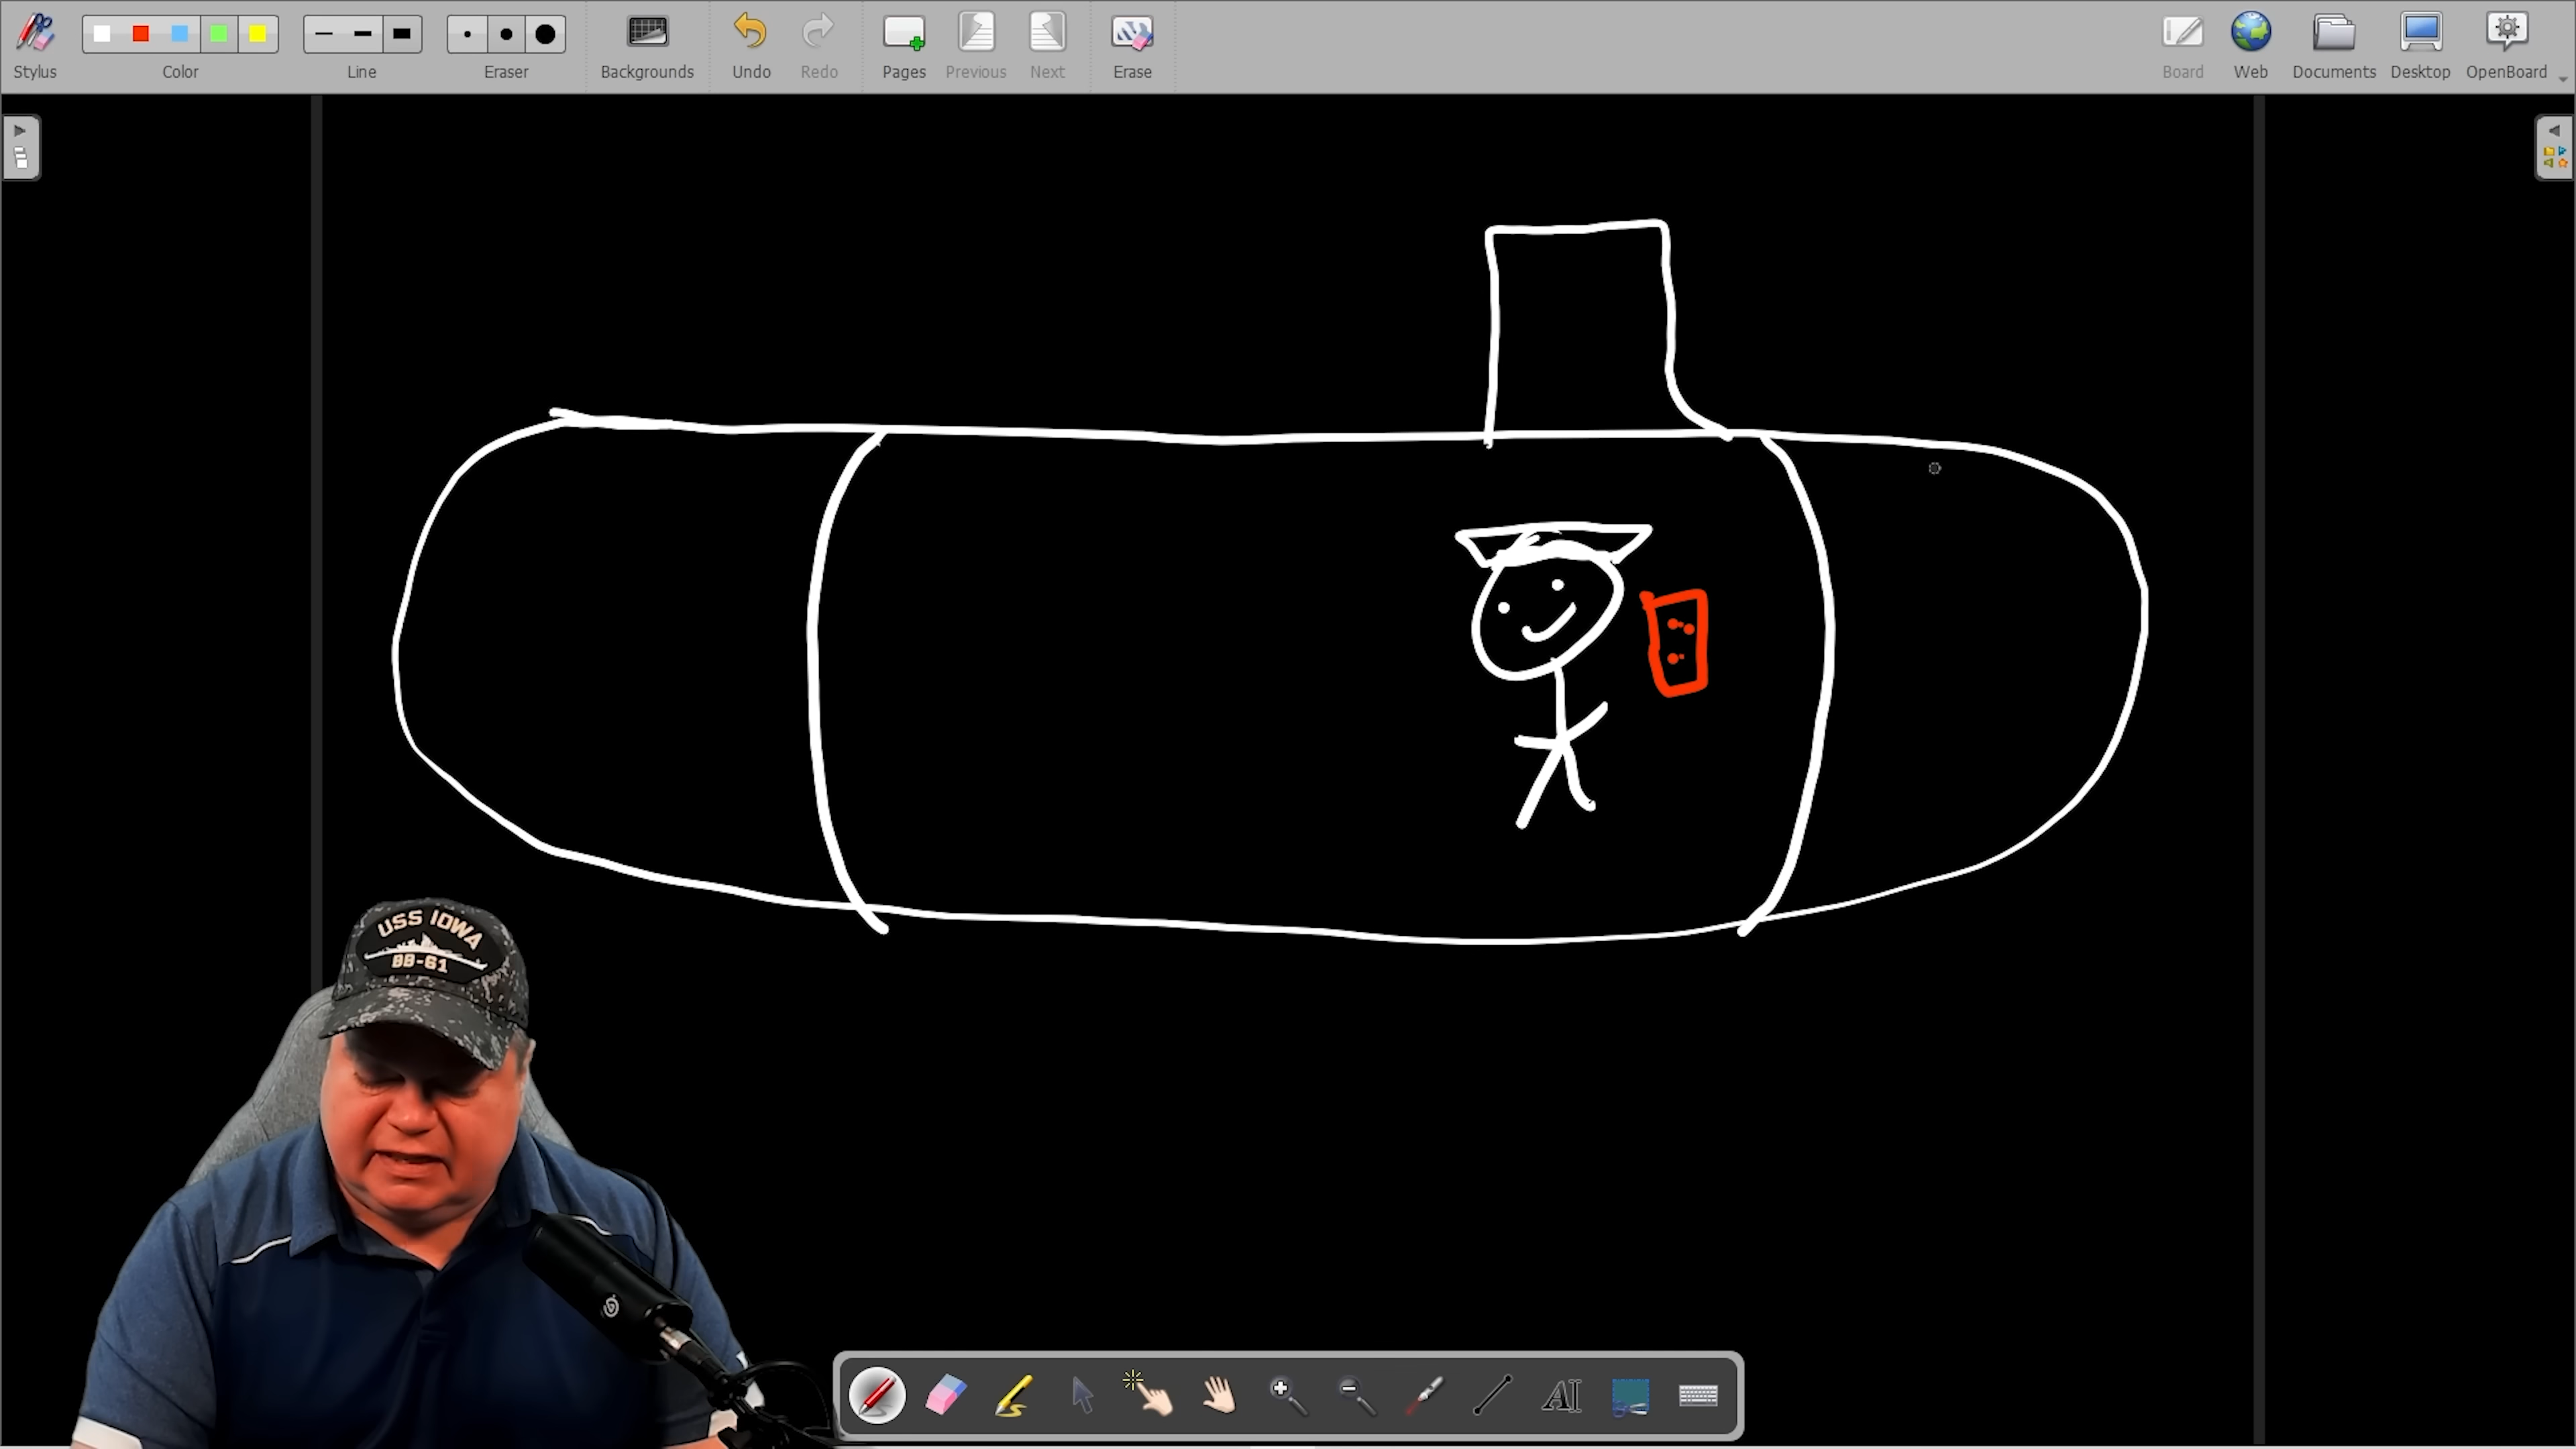 Stylus
Color
Line
Eraser
Backgrounds
Undo
Redo
Pages
Previous
Next
Erase
Board
Web
Documents
Desktop
OpenBoard
USS IOWA
BB-61
AI